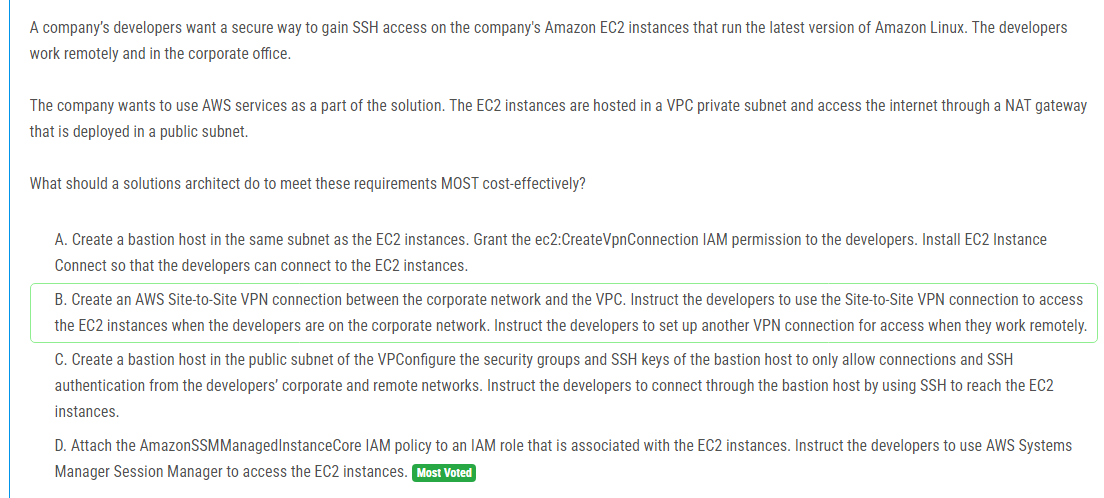 A company's developers want a secure way to gain SSH access on the company's Amazon EC2 instances that run the latest version of Amazon Linux. The developers
work remotely and in the corporate office.
The company wants to use AWS services as a part of the solution. The EC2 instances are hosted in a VPC private subnet and access the internet through a NAT gateway
that is deployed in a public subnet.
What should a solutions architect do to meet these requirements MOST cost-effectively?
A. Create a bastion host in the same subnet as the EC2 instances. Grant the ec2:CreateVpnConnection IAM permission to the developers. Install EC2 Instance
Connect so that the developers can connect to the EC2 instances.
B. Create an AWS Site-to-Site VPN connection between the corporate network and the VPC. Instruct the developers to use the Site-to-Site VPN connection to access
the EC2 instances when the developers are on the corporate network. Instruct the developers to set up another VPN connection for access when they work remotely.
C. Create a bastion host in the public subnet of the VPConfigure the security groups and SSH keys of the bastion host to only allow connections and SSH
authentication from the developers' corporate and remote networks. Instruct the developers to connect through the bastion host by using SSH to reach the EC2
instances.
D. Attach the AmazonSSMManagedInstanceCore IAM policy to an IAM role that is associated with the EC2 instances. Instruct the developers to use AWS Systems
Manager Session Manager to access the EC2 instances. Most Voted